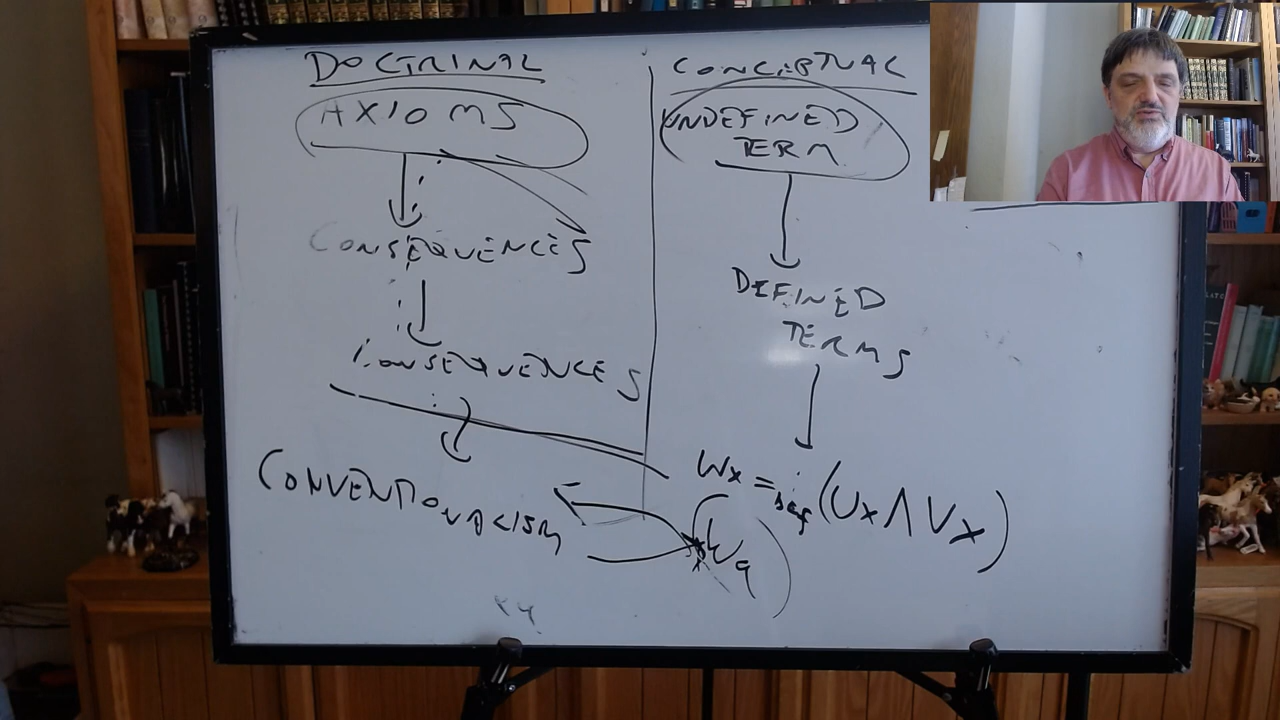 DOCTRINAL
AXIOMS
CONSEQUENCES
CONSEQUENCES
CONVENTIONALISM
CONCEPTUAL
UNDEFINED
TERM
DEFINED
TERMS
Wx =def (Ux ∧ Vx)